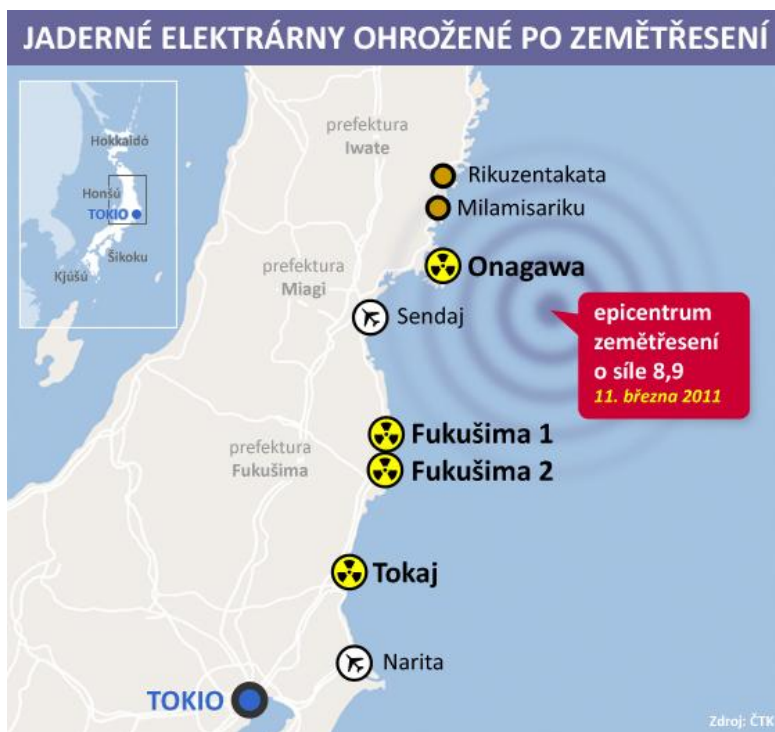 JADERNÉ ELEKTRÁRNY OHROŽENÉ PO ZEMĚTŘESENÍ
Hokkaidó
Honšú
TOKIO
Šikoku
Kjúšú
prefektura
Iwate
Rikuzentakata
Milamisariku
prefektura
Miagi
Onagawa
Sendaj
epicentrum
zemětřesení
o síle 8,9
11. března 2011
prefektura
Fukušima
Fukušima 1
Fukušima 2
Tokaj
Narita
TOKIO
Zdroj: ČTK